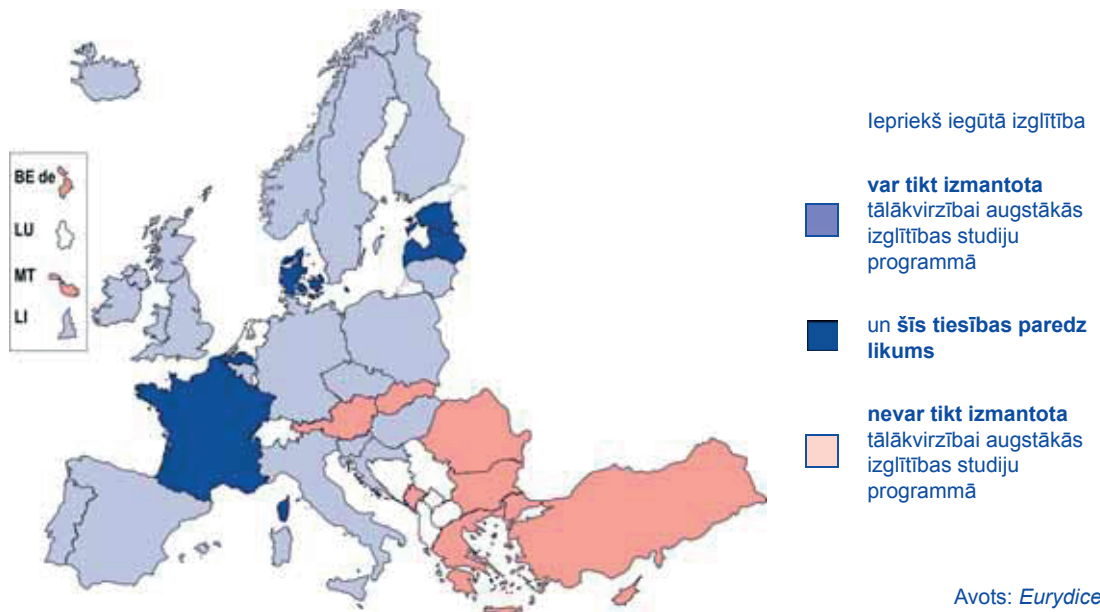 BE de
LU
MT
LI
Iepriekš iegūtā izglītība
var tikt izmantota
tālākvirzībai augstākās
izglītības studiju
programmā
un šīs tiesības paredz
likums
nevar tikt izmantota
tālākvirzībai augstākās
izglītības studiju
programmā
Avots: Eurydice